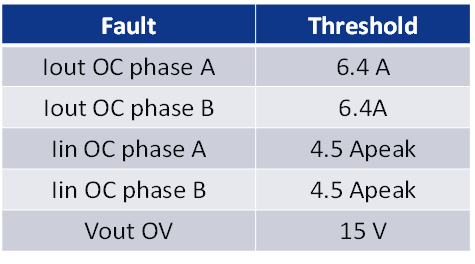 Fault Threshold
Iout OC phase A 6.4 A
Iout OC phase B 6.4A
Iin OC phase A 4.5 Apeak
Iin OC phase B 4.5 Apeak
Vout OV 15 V